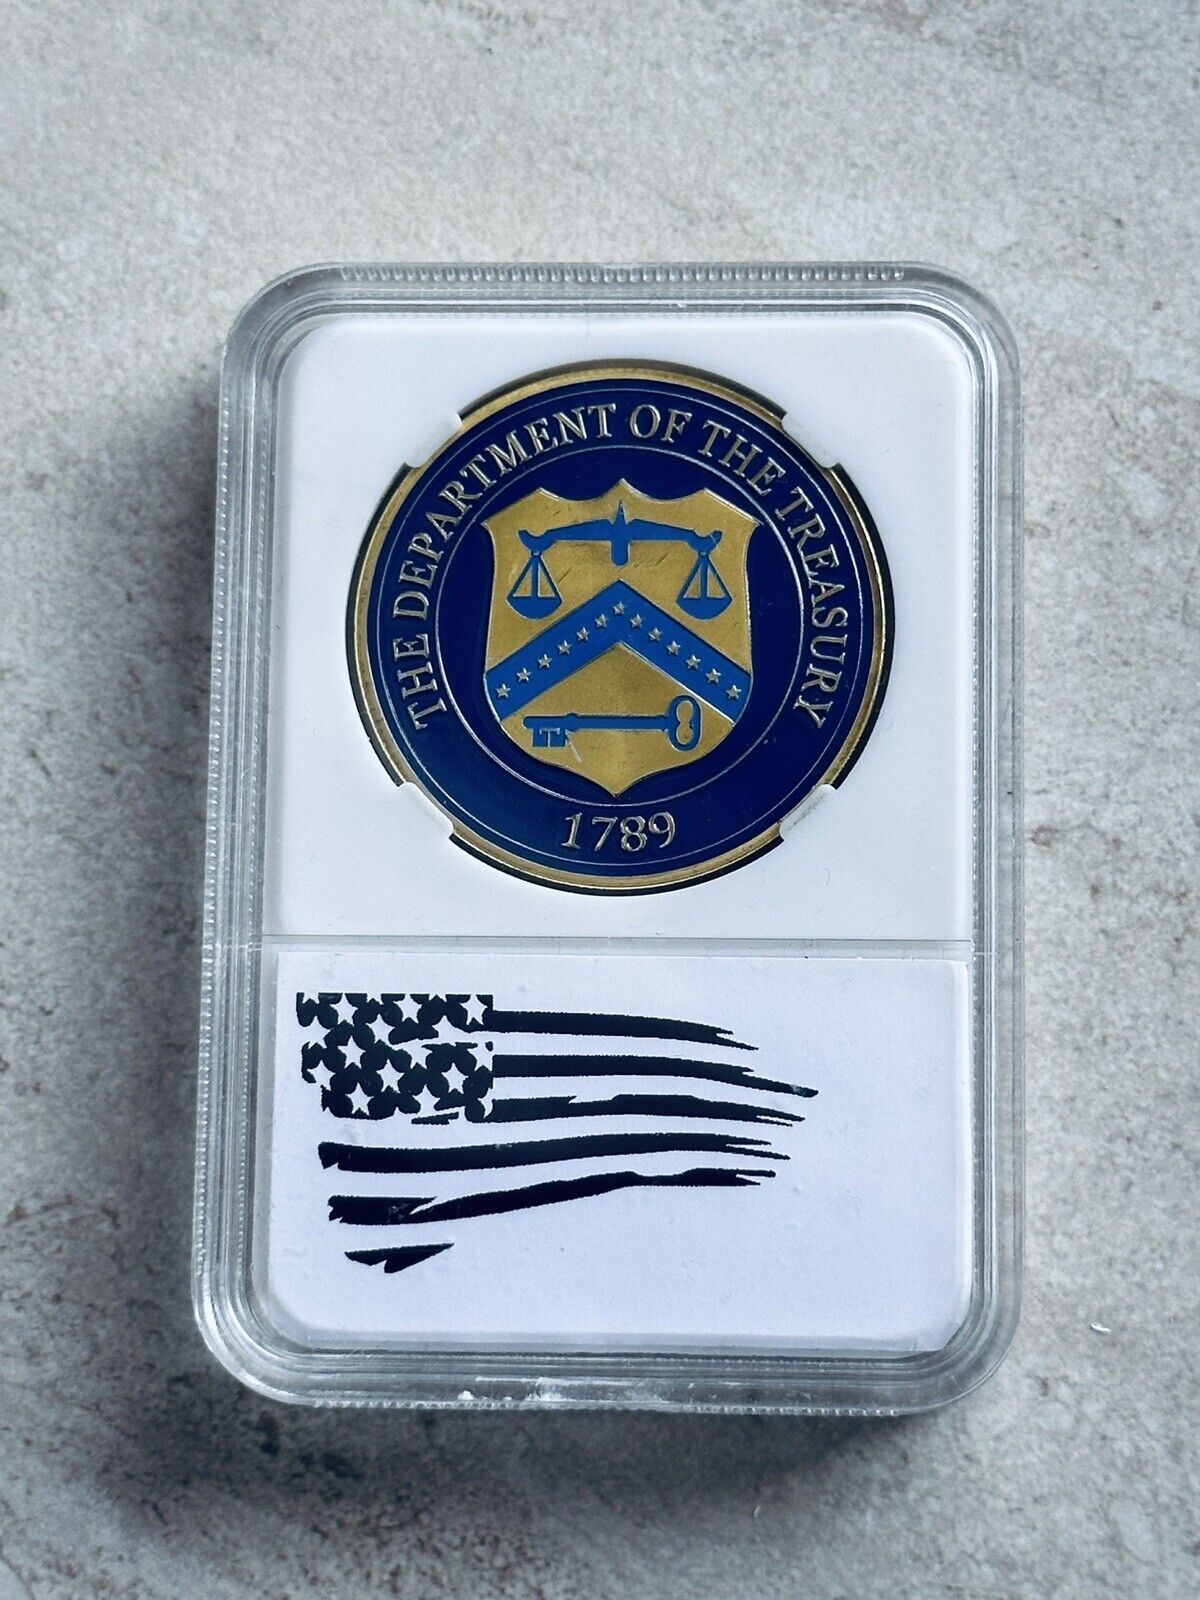 THE DEPARTMENT OF THE TREASURY
1789